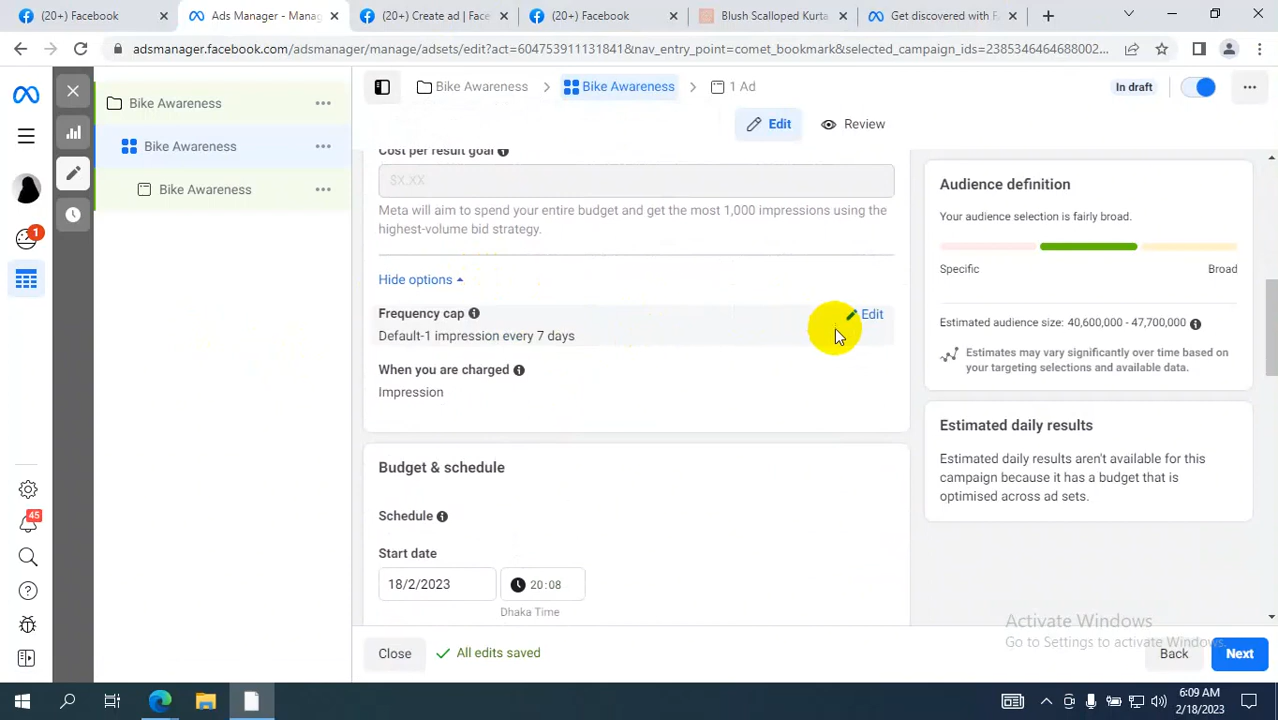 (20+) Facebook
Ads Manager - Manag
(20+) Create ad | Face
(20+) Facebook
Blush Scalloped Kurta
Get discovered with F
adsmanager.facebook.com/adsmanager/manage/adsets/edit?act=604753911131841&nav_entry_point=comet_bookmark&selected_campaign_ids=2385346464688002...
Bike Awareness
Bike Awareness
Bike Awareness
1
45
Bike Awareness
Bike Awareness
1 Ad
In draft
Edit
Review
Cost per result goal
$X.XX
Meta will aim to spend your entire budget and get the most 1,000 impressions using the
highest-volume bid strategy.
Hide options
Frequency cap
Edit
Default-1 impression every 7 days
When you are charged
Impression
Budget & schedule
Schedule
Start date
18/2/2023
20:08
Dhaka Time
Audience definition
Your audience selection is fairly broad.
Specific
Broad
Estimated audience size: 40,600,000 - 47,700,000
Estimates may vary significantly over time based on
your targeting selections and available data.
Estimated daily results
Estimated daily results aren't available for this
campaign because it has a budget that is
optimised across ad sets.
Activate Windows
Go to Settings to activate Windows.
Close
All edits saved
Back
Next
6:09 AM
2/18/2023